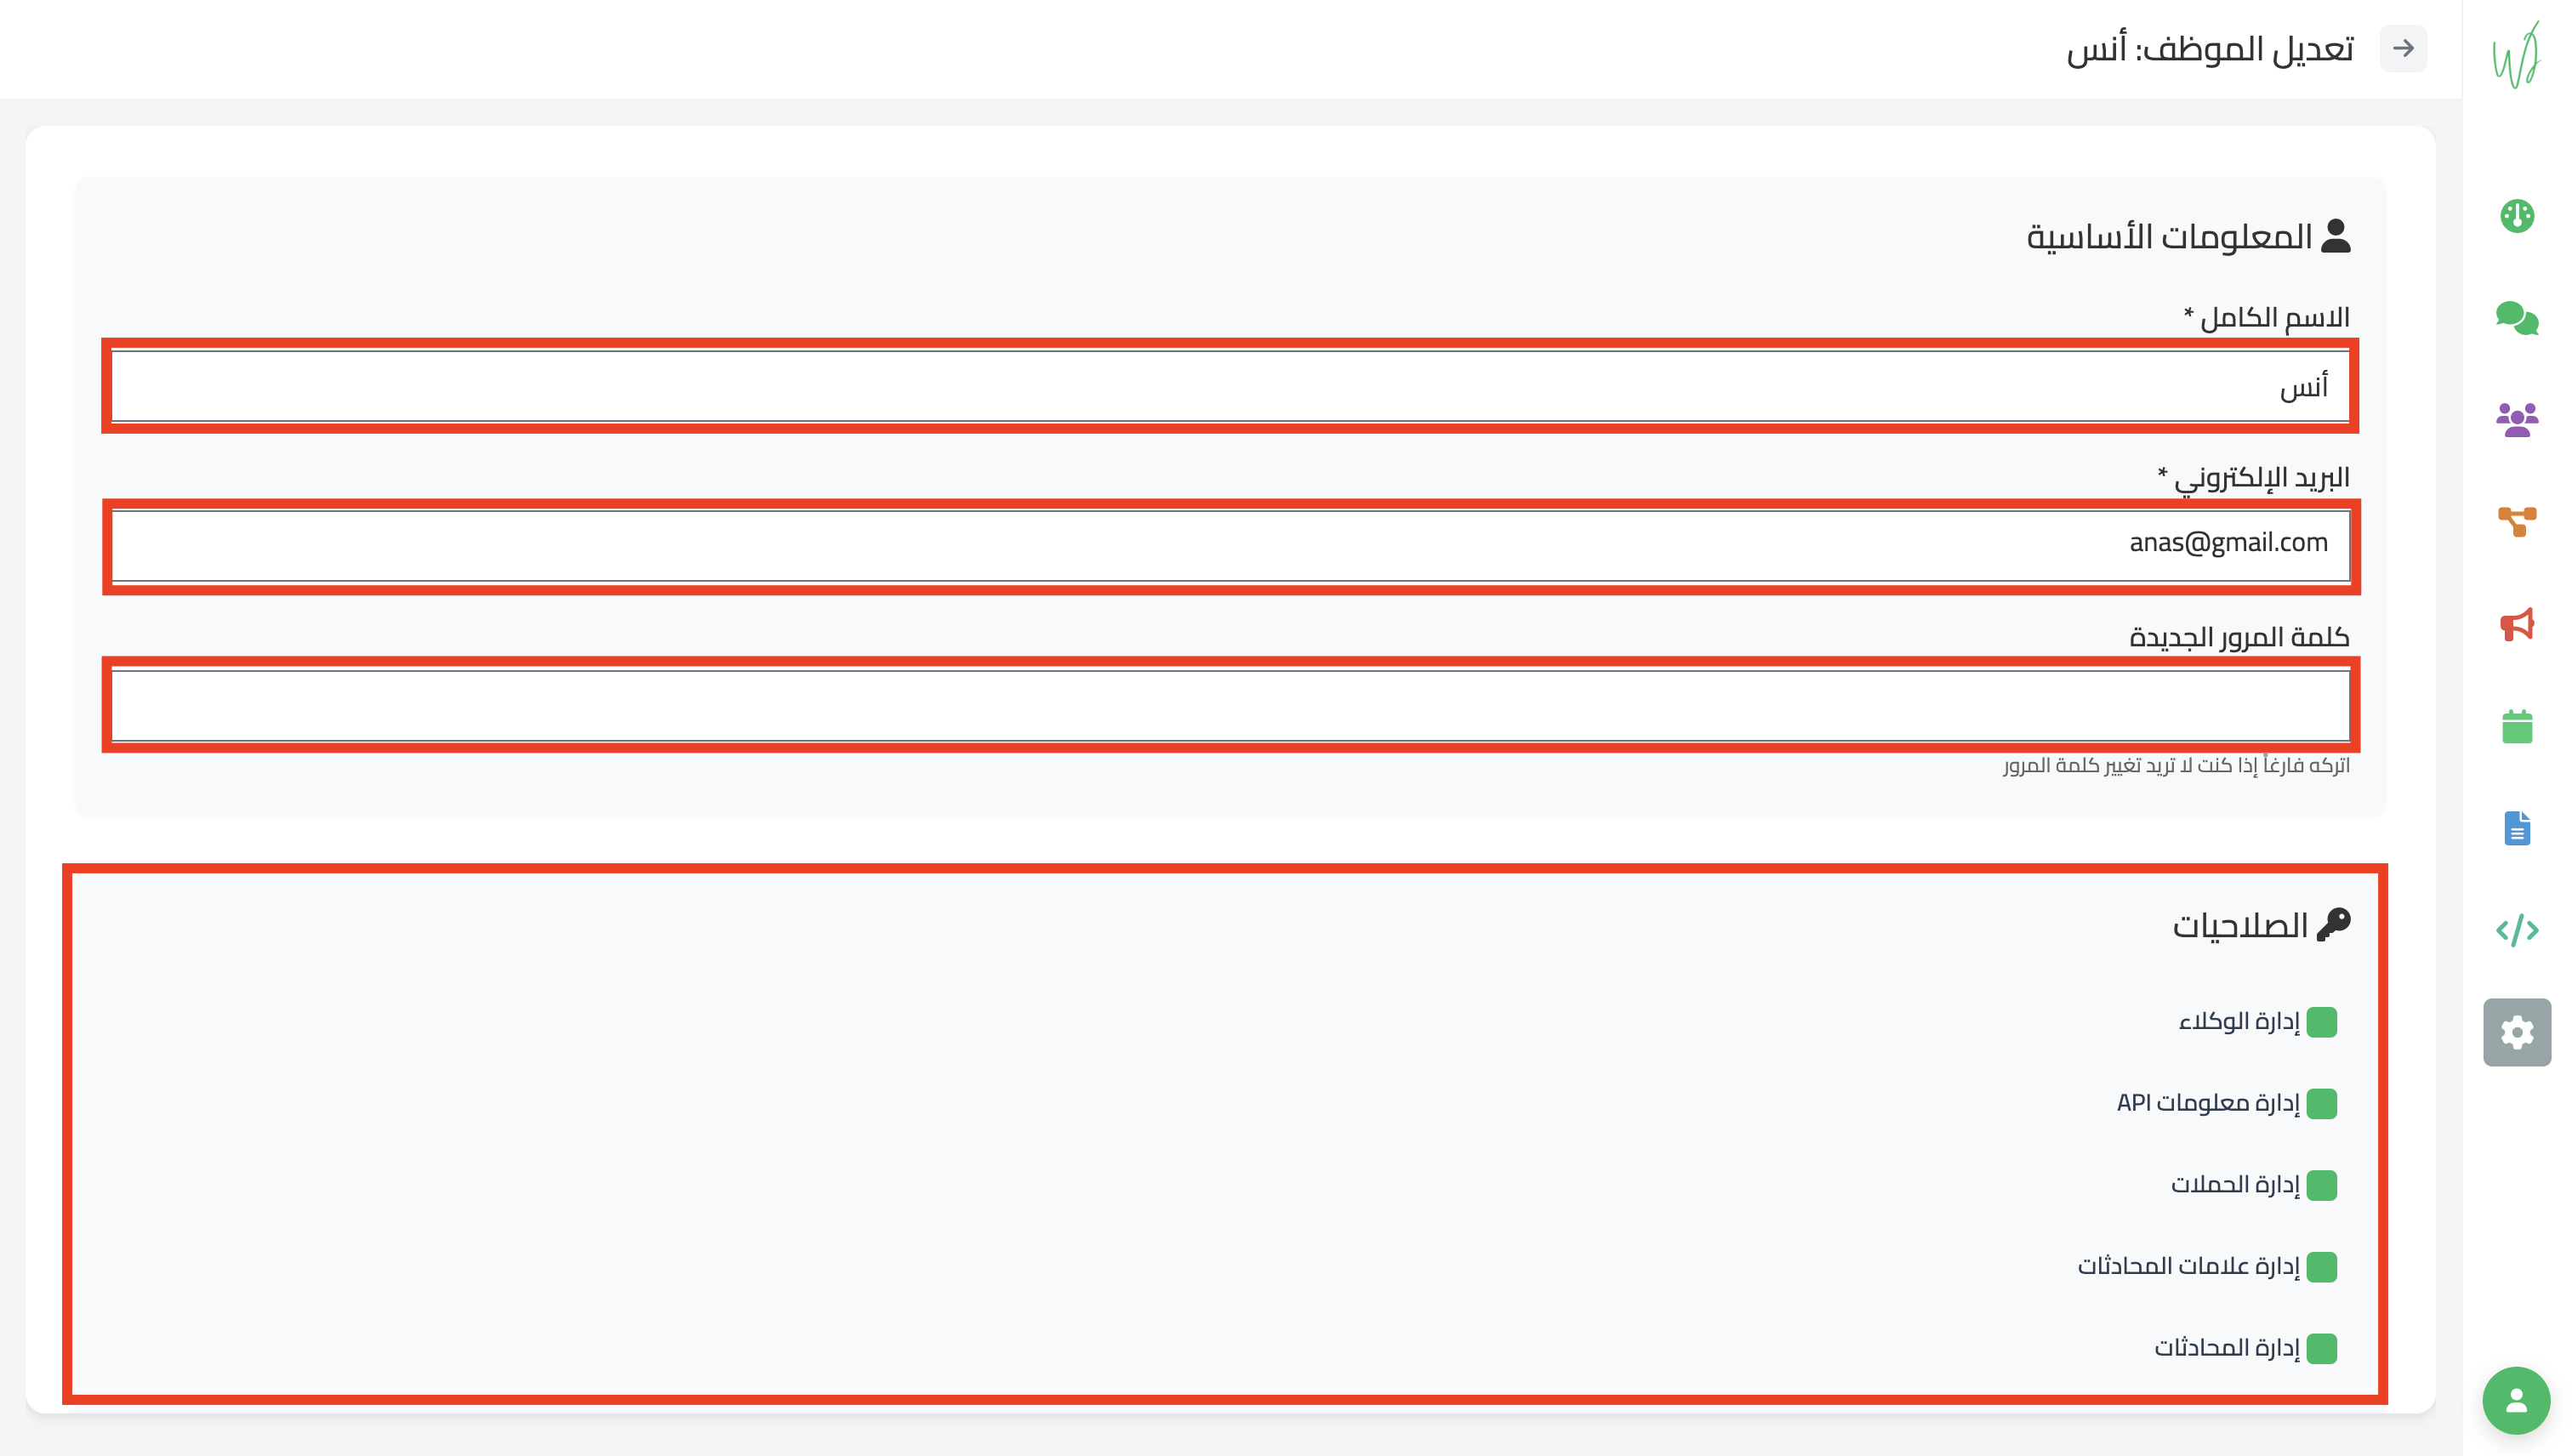 تعديل الموظف: أنس
المعلومات الأساسية
الاسم الكامل *
أنس
البريد الإلكتروني *
anas@gmail.com
كلمة المرور الجديدة
اتركه فارغاً إذا كنت لا تريد تغيير كلمة المرور
الصلاحيات
إدارة الوكلاء
إدارة معلومات API
إدارة الحملات
إدارة علامات المحادثات
إدارة المحادثات